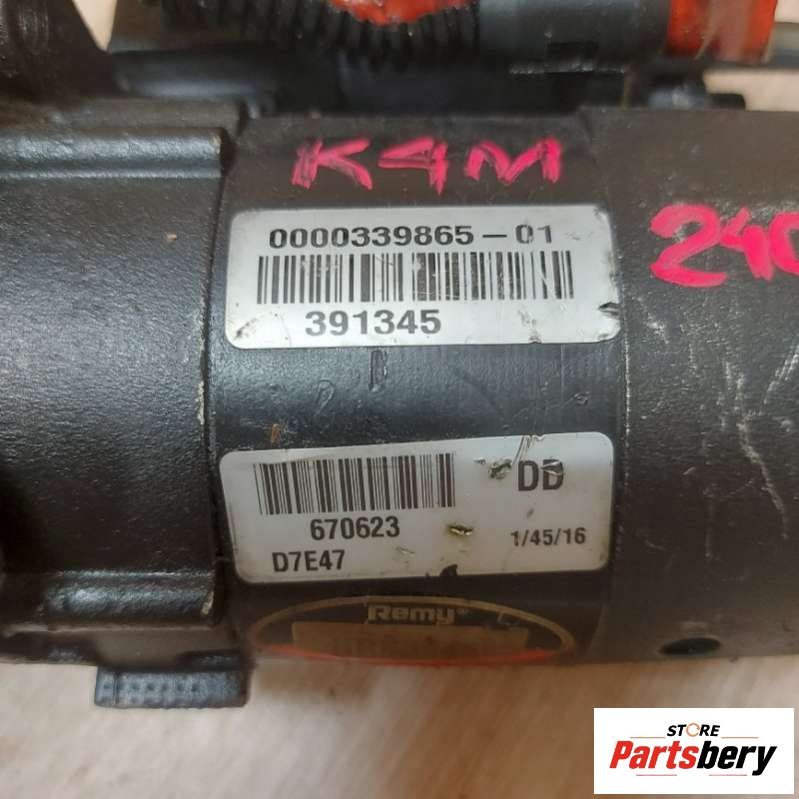 K4M
240
0000339865-01
391345
DD
670623
1/45/16
D7E47
Remy®
STORE
Partsbery